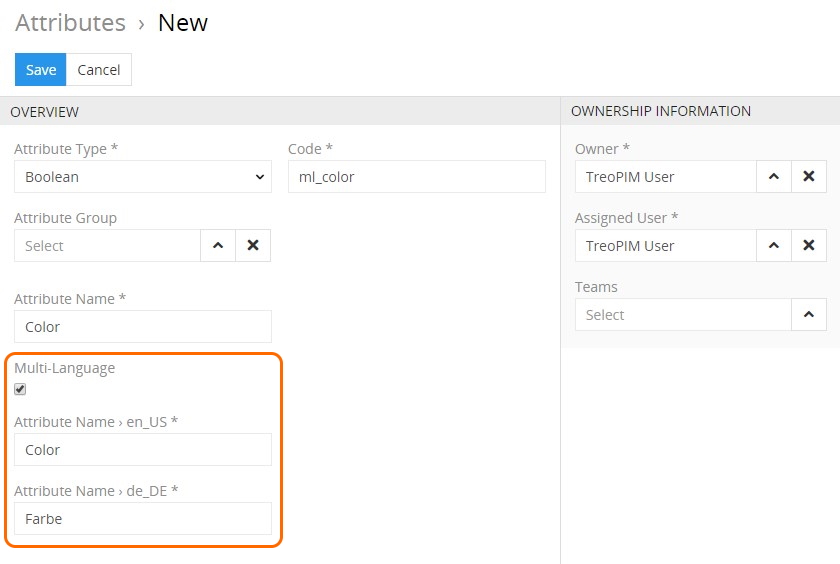 Attributes › New
Save Cancel
OVERVIEW
Attribute Type *
Boolean
Code *
ml_color
Attribute Group
Select
Attribute Name *
Color
Multi-Language
Attribute Name › en_US *
Color
Attribute Name › de_DE *
Farbe
OWNERSHIP INFORMATION
Owner *
TreoPIM User
Assigned User *
TreoPIM User
Teams
Select